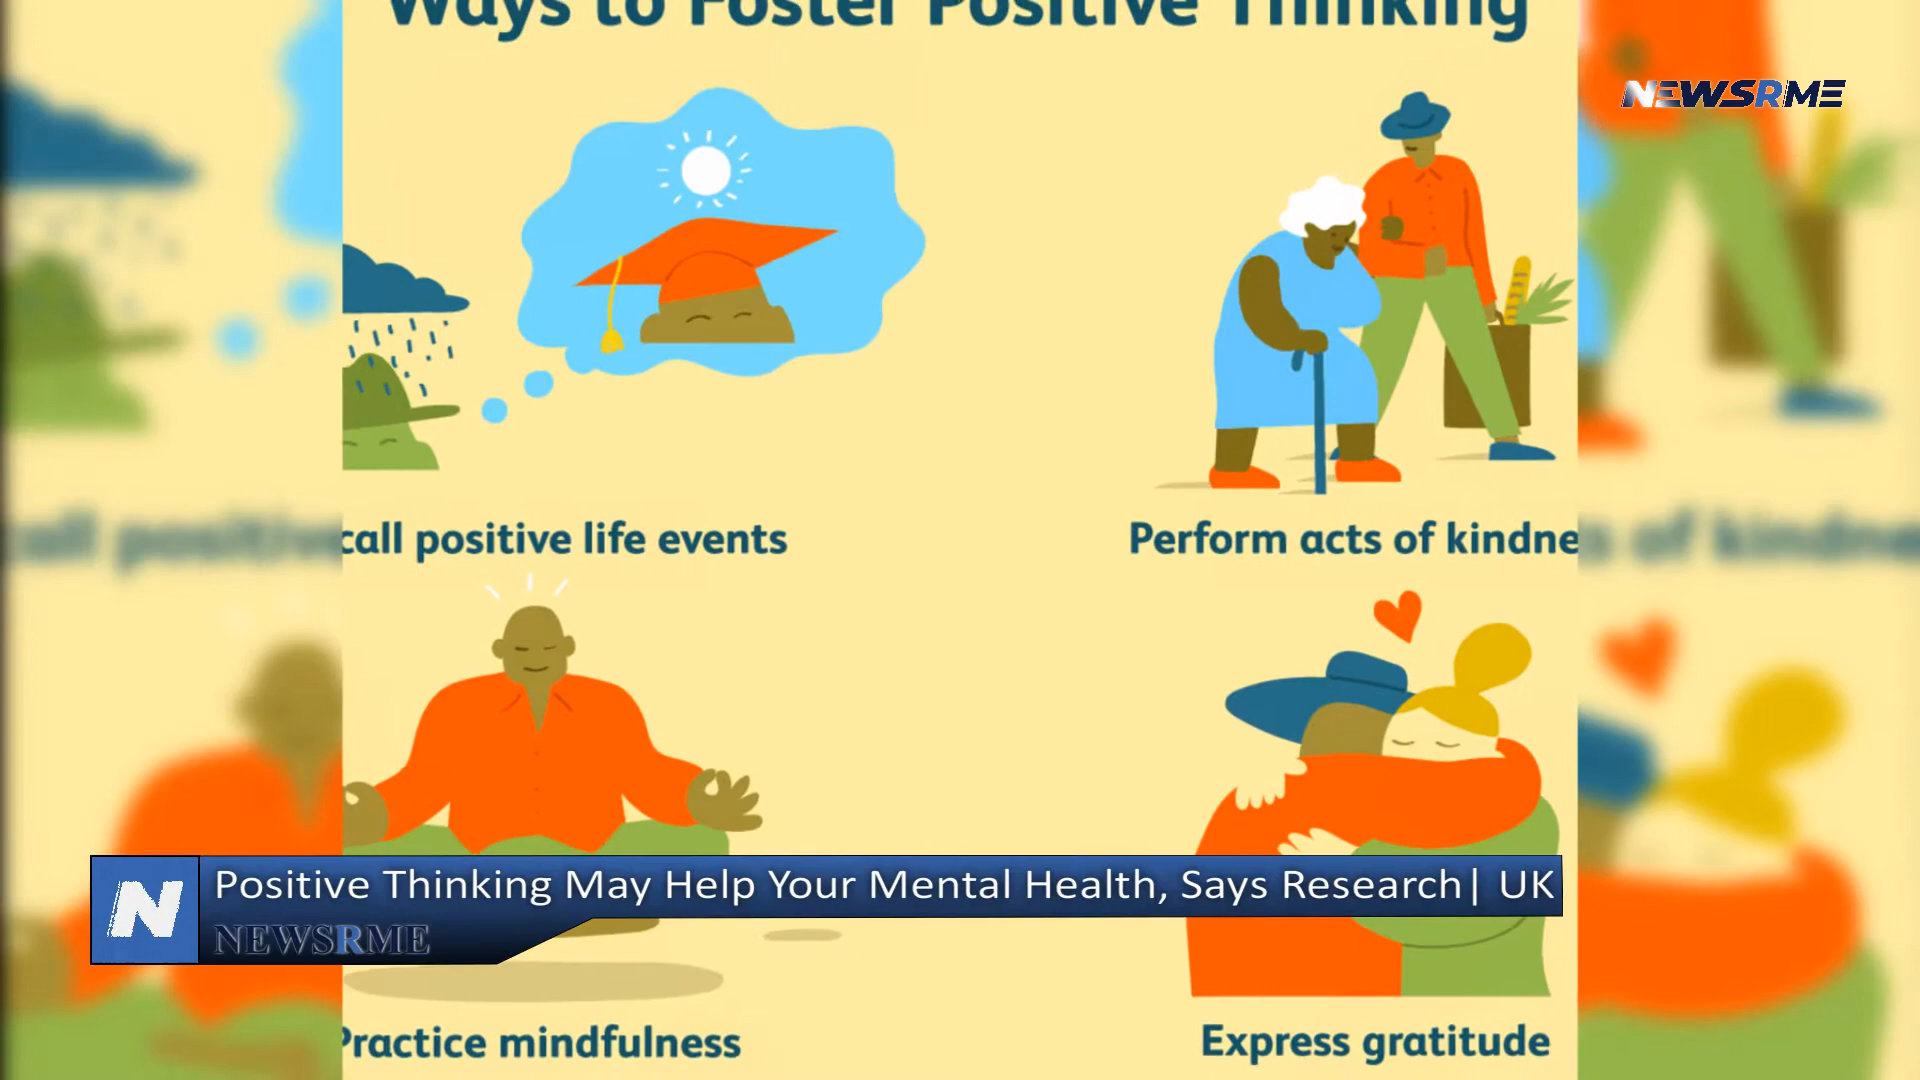 Ways to Foster Positive Thinking
NEWSRME
call positive life events
Perform acts of kindne
Practice mindfulness
Express gratitude
N
Positive Thinking May Help Your Mental Health, Says Research| UK
NEWSRME